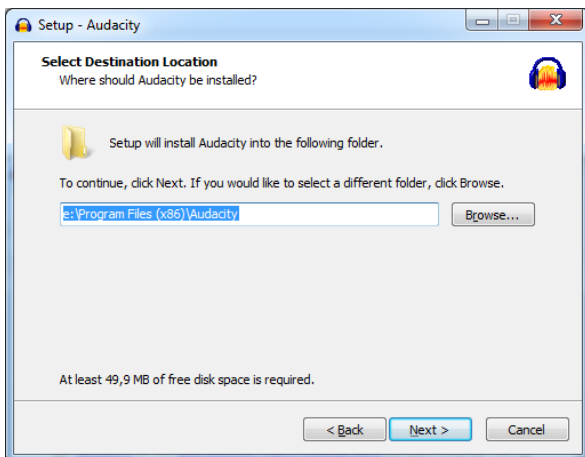 Setup - Audacity
Select Destination Location
Where should Audacity be installed?
Setup will install Audacity into the following folder.
To continue, click Next. If you would like to select a different folder, click Browse.
e:\Program Files (x86)\Audacity
Browse...
At least 49,9 MB of free disk space is required.
< Back Next > Cancel